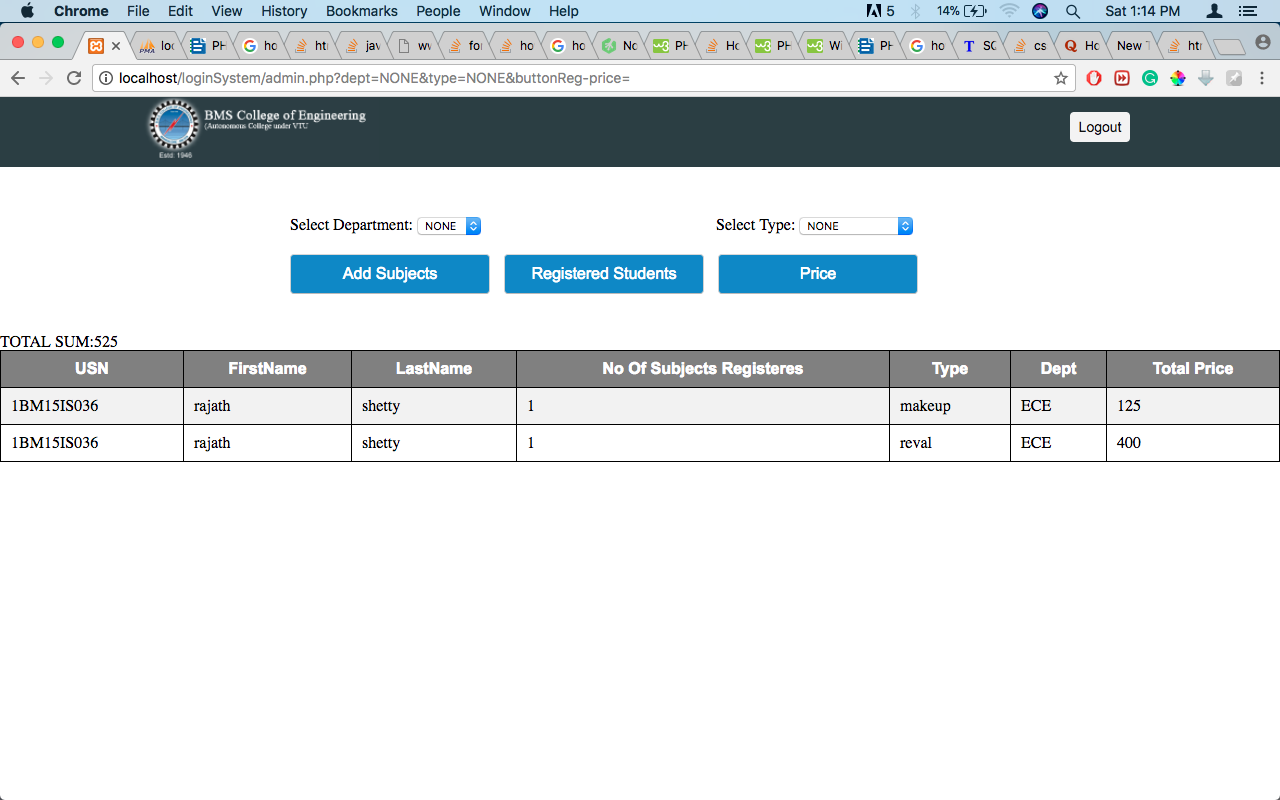 Chrome File Edit View History Bookmarks People Window Help 5 14% Sat 1:14 PM
loc PH ho htt jav wv for ho ho No PH Ho PH Wi PH ho SC cs Ho New T htt
localhost/loginSystem/admin.php?dept=NONE&type=NONE&buttonReg-price=
BMS College of Engineering
(Autonomous College under VTU
Estd: 1946
Logout
Select Department: NONE Select Type: NONE
Add Subjects Registered Students Price
TOTAL SUM:525
USN FirstName LastName No Of Subjects Registeres Type Dept Total Price
1BM15IS036 rajath shetty 1 makeup ECE 125
1BM15IS036 rajath shetty 1 reval ECE 400